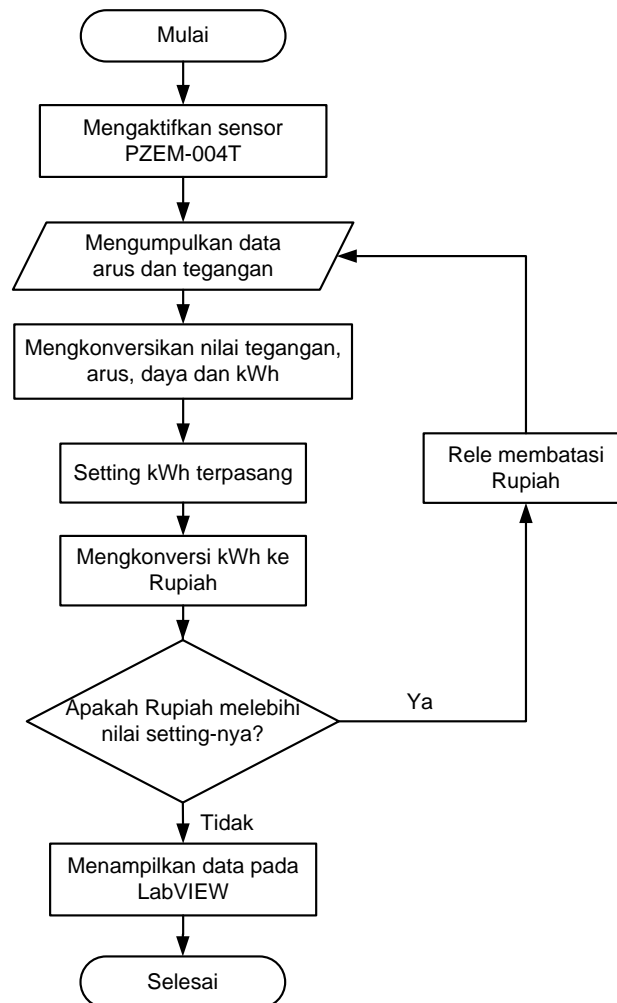 Mulai
Mengaktifkan sensor
PZEM-004T
Mengumpulkan data
arus dan tegangan
Mengkonversikan nilai tegangan,
arus, daya dan kWh
Setting kWh terpasang
Rele membatasi
Rupiah
Mengkonversi kWh ke
Rupiah
Apakah Rupiah melebihi
nilai setting-nya?
Ya
Tidak
Menampilkan data pada
LabVIEW
Selesai